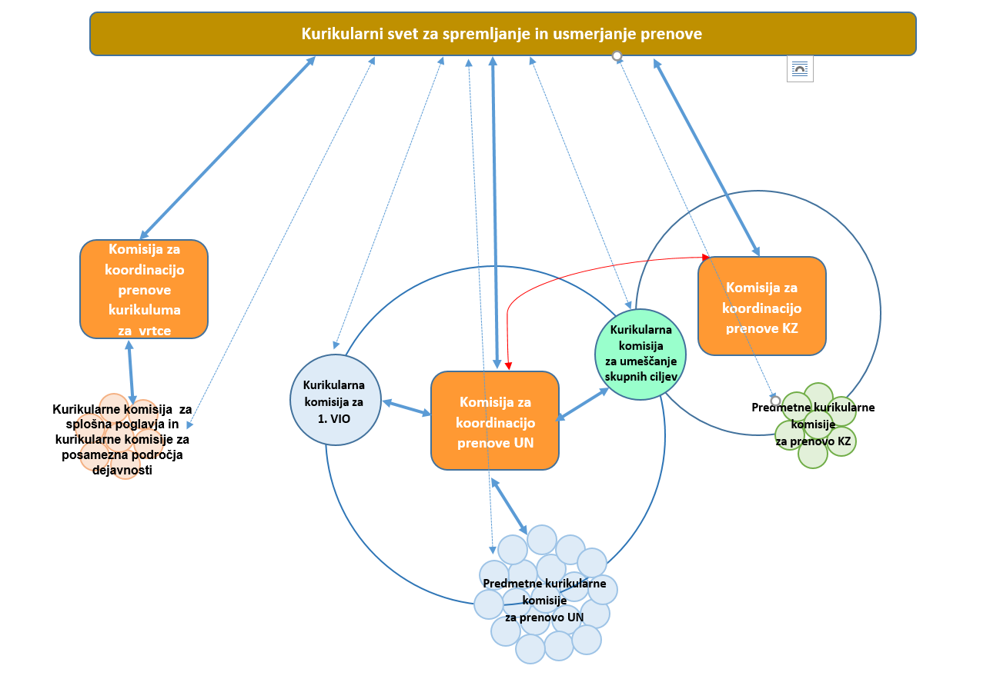 Kurikularni svet za spremljanje in usmerjanje prenove
Komisija za
koordinacijo
prenove
kurikuluma
za vrtce
Komisija za
koordinacijo
prenove KZ
Kurikularna
komisija
za umeščanje
skupnih ciljev
Kurikularna
komisija za
1. VIO
Komisija za
koordinacijo
prenove UN
Kurikularne komisija za
splošna poglavja in
kurikularne komisije za
posamezna področja
dejavnosti
Predmetne kurikularne
komisije
za prenovo KZ
Predmetne kurikularne
komisije
za prenovo UN